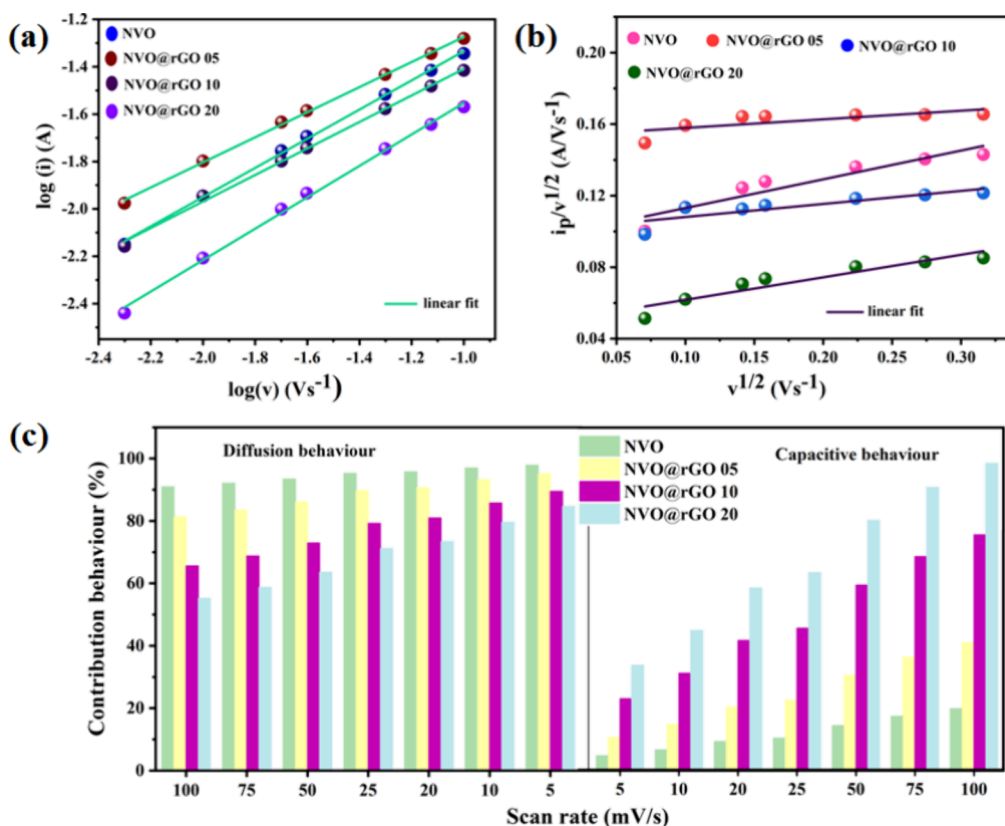 (a)
NVO
NVO@rGO 05
NVO@rGO 10
NVO@rGO 20
-1.2
-1.4
-1.6
-1.8
-2.0
-2.2
-2.4
log (i) (A)
linear fit
-2.4 -2.2 -2.0 -1.8 -1.6 -1.4 -1.2 -1.0
log(v) (Vs-1)
(b)
NVO NVO@rGO 05 NVO@rGO 10
NVO@rGO 20
0.20
0.16
0.12
0.08
0.04
ip/v1/2 (A/Vs-1)
linear fit
0.05 0.10 0.15 0.20 0.25 0.30
v1/2 (Vs-1)
(c)
Diffusion behaviour
NVO
NVO@rGO 05
NVO@rGO 10
NVO@rGO 20
Capacitive behaviour
100
80
60
40
20
0
Contribution behaviour (%)
100 75 50 25 20 10 5 5 10 20 25 50 75 100
Scan rate (mV/s)